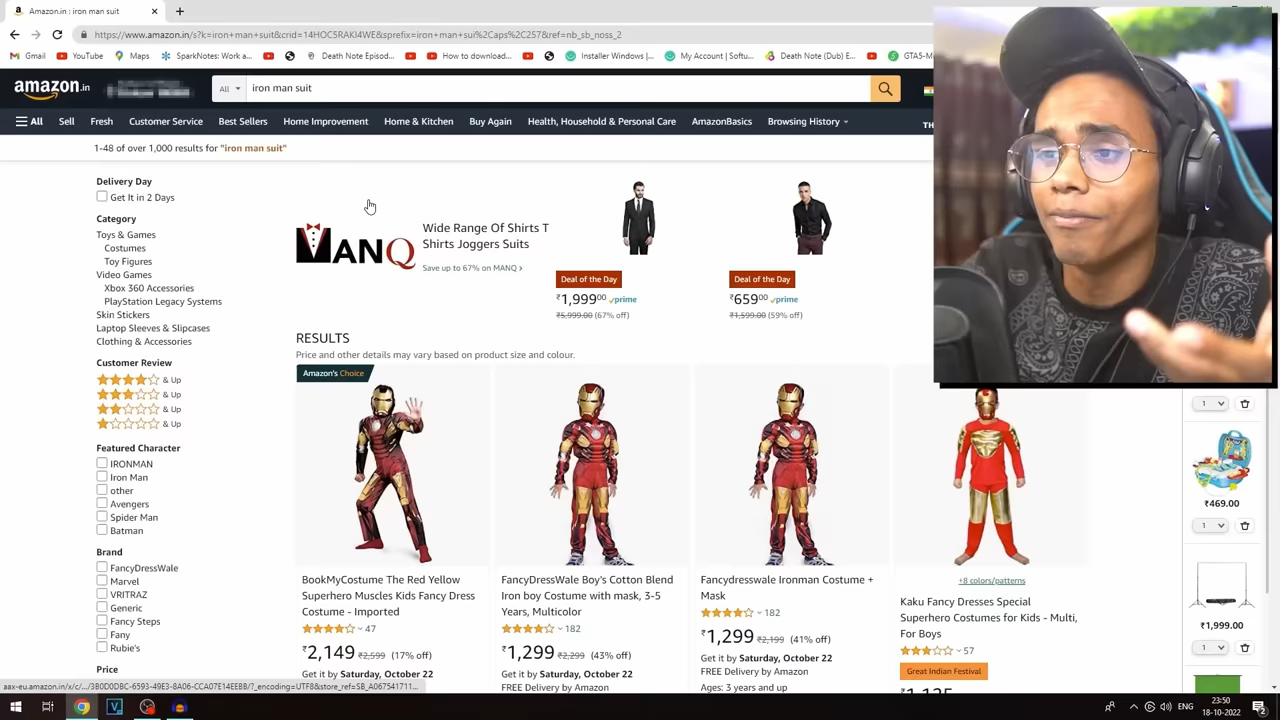 Amazon.in : iron man suit
https://www.amazon.in/s?k=iron+man+suit&crid=14HOC5RAKI4WE&sprefix=iron+man+sui%2Caps%2C257&ref=nb_sb_noss_2
Gmail YouTube Maps SparkNotes: Work a... Death Note Episod... How to download... Installer Windows |... My Account | Softu... Death Note (Dub) E... GTA5-M
amazon.in All iron man suit
All Sell Fresh Customer Service Best Sellers Home Improvement Home & Kitchen Buy Again Health, Household & Personal Care AmazonBasics Browsing History TH
1-48 of over 1,000 results for "iron man suit"
Delivery Day
Get It in 2 Days
Category
Toys & Games
Costumes
Toy Figures
Video Games
Xbox 360 Accessories
PlayStation Legacy Systems
Skin Stickers
Laptop Sleeves & Slipcases
Clothing & Accessories
Customer Review
& Up
& Up
& Up
& Up
Featured Character
IRONMAN
Iron Man
other
Avengers
Spider Man
Batman
Brand
FancyDressWale
Marvel
VRITRAZ
Generic
Fancy Steps
Fany
Rubie's
Price
MANQ
Wide Range Of Shirts T
Shirts Joggers Suits
Save up to 67% on MANQ ›
Deal of the Day
₹1,999.00 prime
₹5,999.00 (67% off)
Deal of the Day
₹659.00 prime
₹1,599.00 (59% off)
RESULTS
Price and other details may vary based on product size and colour.
Amazon's Choice
BookMyCostume The Red Yellow
Superhero Muscles Kids Fancy Dress
Costume - Imported
47
₹2,149 ₹2,599 (17% off)
Get it by Saturday, October 22
FancyDressWale Boy's Cotton Blend
Iron boy Costume with mask, 3-5
Years, Multicolor
182
₹1,299 ₹2,299 (43% off)
Get it by Saturday, October 22
FREE Delivery by Amazon
Fancydresswale Ironman Costume +
Mask
182
₹1,299 ₹2,199 (41% off)
Get it by Saturday, October 22
FREE Delivery by Amazon
Ages: 3 years and up
+8 colors/patterns
Kaku Fancy Dresses Special
Superhero Costumes for Kids - Multi,
For Boys
57
Great Indian Festival
1
₹469.00
1
₹1,999.00
1
ENG
23:50
18-10-2022
2